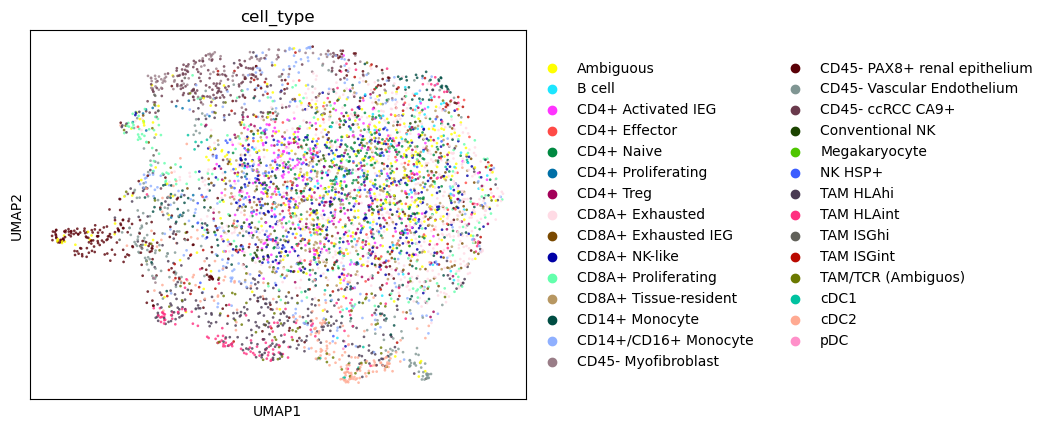 cell_type
UMAP2
UMAP1
Ambiguous
B cell
CD4+ Activated IEG
CD4+ Effector
CD4+ Naive
CD4+ Proliferating
CD4+ Treg
CD8A+ Exhausted
CD8A+ Exhausted IEG
CD8A+ NK-like
CD8A+ Proliferating
CD8A+ Tissue-resident
CD14+ Monocyte
CD14+/CD16+ Monocyte
CD45- Myofibroblast
CD45- PAX8+ renal epithelium
CD45- Vascular Endothelium
CD45- ccRCC CA9+
Conventional NK
Megakaryocyte
NK HSP+
TAM HLAhi
TAM HLAint
TAM ISGhi
TAM ISGint
TAM/TCR (Ambiguos)
cDC1
cDC2
pDC